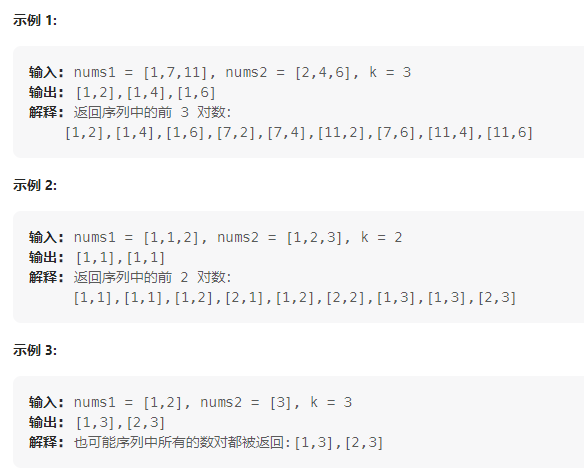 示例 1:
输入: nums1 = [1,7,11], nums2 = [2,4,6], k = 3
输出: [1,2],[1,4],[1,6]
解释: 返回序列中的前 3 对数:
[1,2],[1,4],[1,6],[7,2],[7,4],[11,2],[7,6],[11,4],[11,6]
示例 2:
输入: nums1 = [1,1,2], nums2 = [1,2,3], k = 2
输出: [1,1],[1,1]
解释: 返回序列中的前 2 对数:
[1,1],[1,1],[1,2],[2,1],[1,2],[2,2],[1,3],[1,3],[2,3]
示例 3:
输入: nums1 = [1,2], nums2 = [3], k = 3
输出: [1,3],[2,3]
解释: 也可能序列中所有的数对都被返回:[1,3],[2,3]